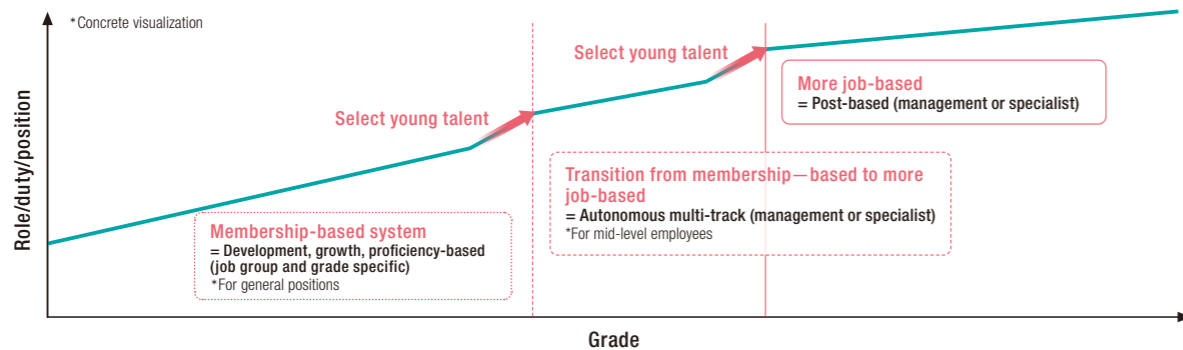 *Concrete visualization
Select young talent
Select young talent
More job-based
= Post-based (management or specialist)
Transition from membership—based to more
job-based
= Autonomous multi-track (management or specialist)
*For mid-level employees
Membership-based system
= Development, growth, proficiency-based
(job group and grade specific)
*For general positions
Role/duty/position
Grade